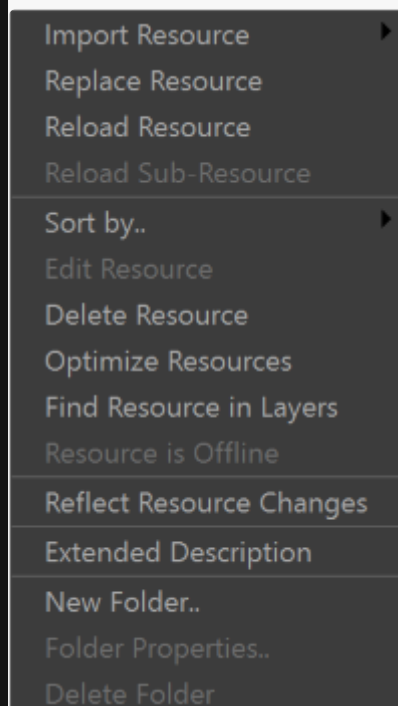 Import Resource
Replace Resource
Reload Resource
Reload Sub-Resource
Sort by..
Edit Resource
Delete Resource
Optimize Resources
Find Resource in Layers
Resource is Offline
Reflect Resource Changes
Extended Description
New Folder..
Folder Properties..
Delete Folder